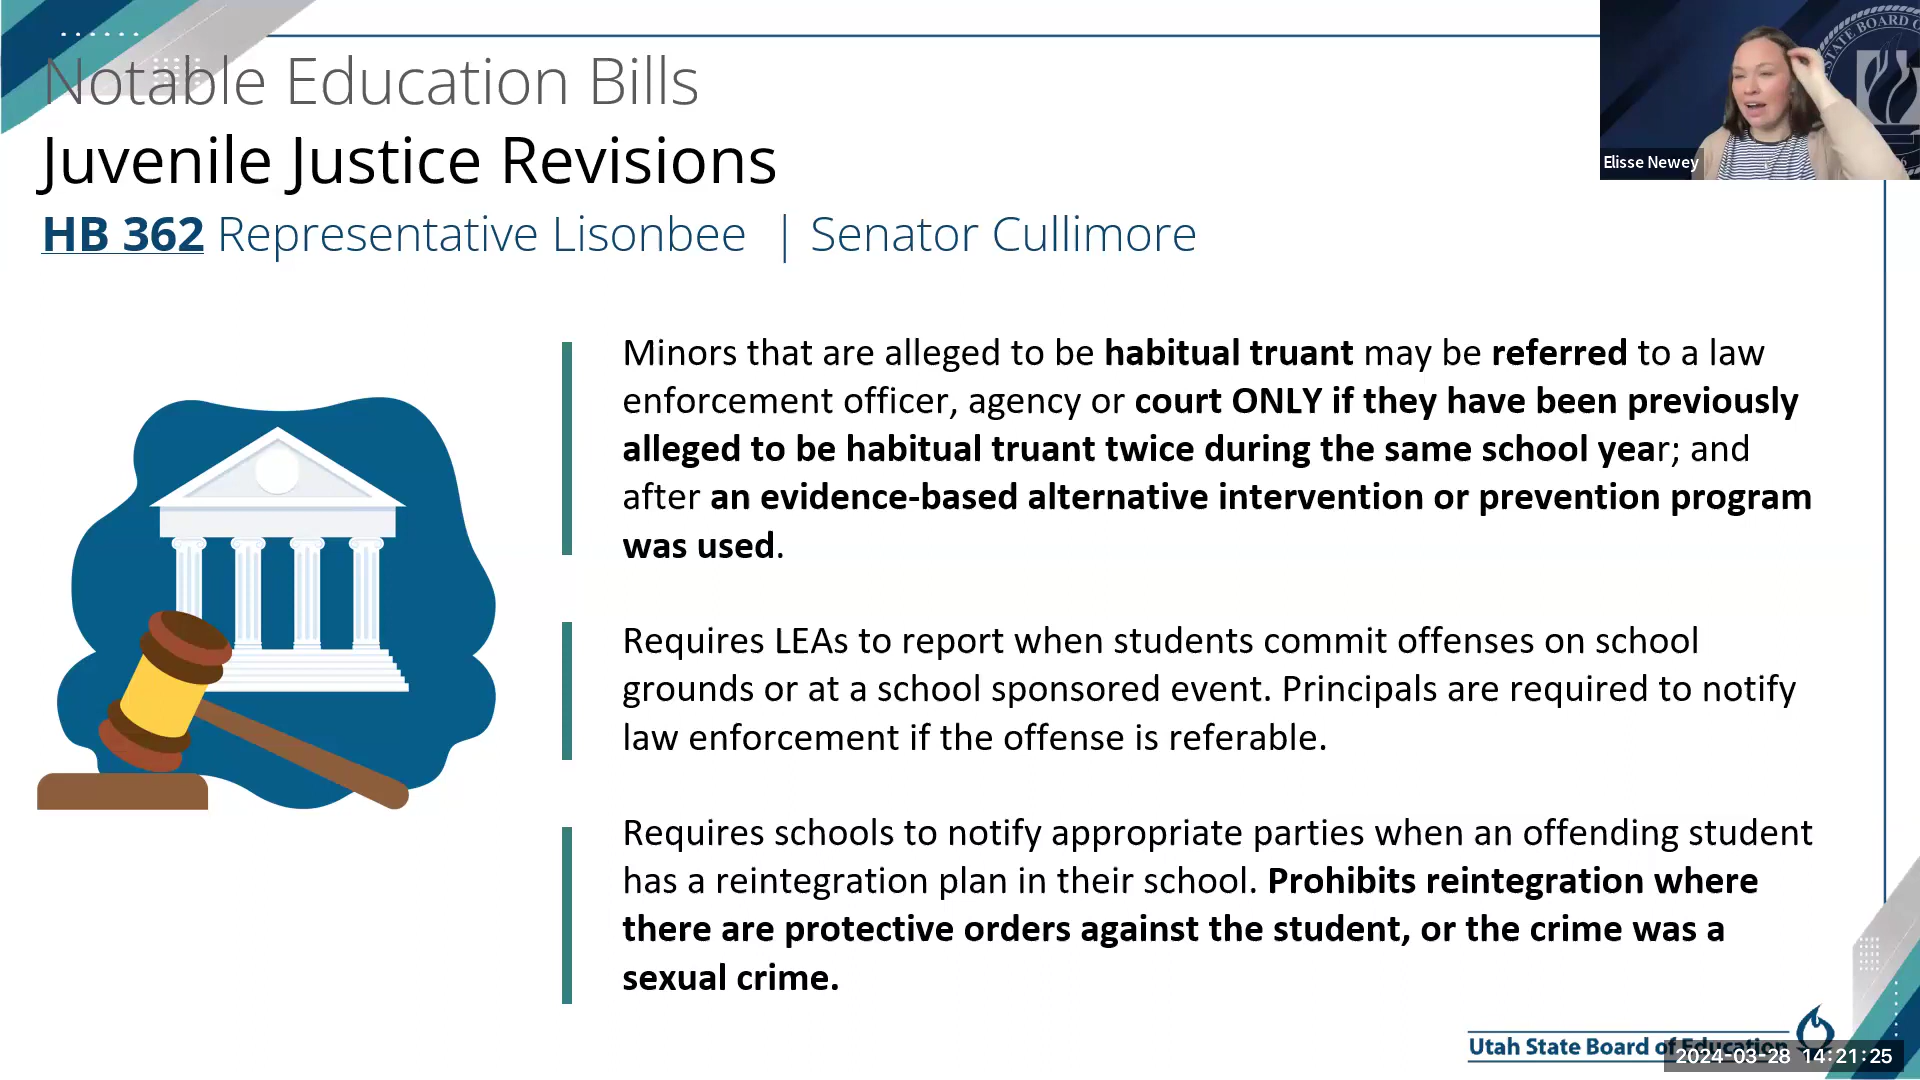 Notable Education Bills
Juvenile Justice Revisions
HB 362 Representative Lisonbee | Senator Cullimore
STATE BOARD O
Elisse Newey
Minors that are alleged to be habitual truant may be referred to a law
enforcement officer, agency or court ONLY if they have been previously
alleged to be habitual truant twice during the same school year; and
after an evidence-based alternative intervention or prevention program
was used.
Requires LEAs to report when students commit offenses on school
grounds or at a school sponsored event. Principals are required to notify
law enforcement if the offense is referable.
Requires schools to notify appropriate parties when an offending student
has a reintegration plan in their school. Prohibits reintegration where
there are protective orders against the student, or the crime was a
sexual crime.
Utah State Board of Education
2024-03-28 14:21:25